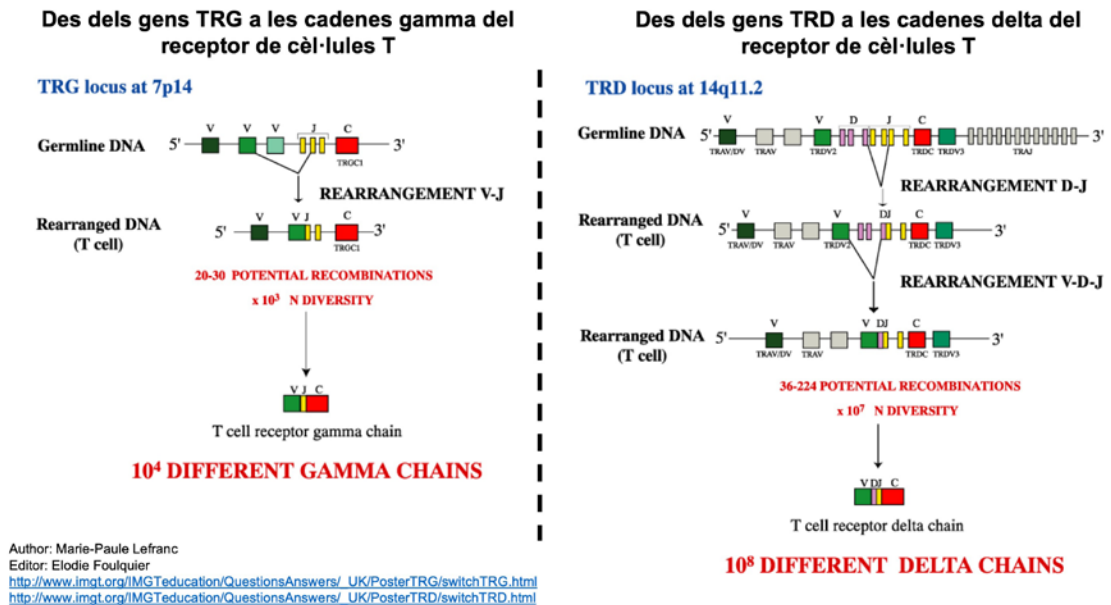 Des dels gens TRG a les cadenes gamma del
receptor de cèl·lules T
TRG locus at 7p14
V V V J C
Germline DNA 5' 3'
TRGC1
REARRANGEMENT V-J
V V J C
Rearranged DNA 5' 3'
(T cell)
TRGC1
20-30 POTENTIAL RECOMBINATIONS
x 10³ N DIVERSITY
V J C
T cell receptor gamma chain
10⁴ DIFFERENT GAMMA CHAINS
Author: Marie-Paule Lefranc
Editor: Elodie Foulquier
http://www.imgt.org/IMGTeducation/QuestionsAnswers/_UK/PosterTRG/switchTRG.html
http://www.imgt.org/IMGTeducation/QuestionsAnswers/_UK/PosterTRD/switchTRD.html
Des dels gens TRD a les cadenes delta del
receptor de cèl·lules T
TRD locus at 14q11.2
V V D J C
Germline DNA 5' 3'
TRAV/DV TRAV TRDV2 TRDC TRDV3 TRAJ
REARRANGEMENT D-J
V V DJ C
Rearranged DNA 5' 3'
(T cell)
TRAV/DV TRAV TRDV2 TRDC TRDV3
REARRANGEMENT V-D-J
V V DJ C
Rearranged DNA 5' 3'
(T cell)
TRAV/DV TRAV TRDC TRDV3
36-224 POTENTIAL RECOMBINATIONS
x 10⁷ N DIVERSITY
V DJ C
T cell receptor delta chain
10⁸ DIFFERENT DELTA CHAINS